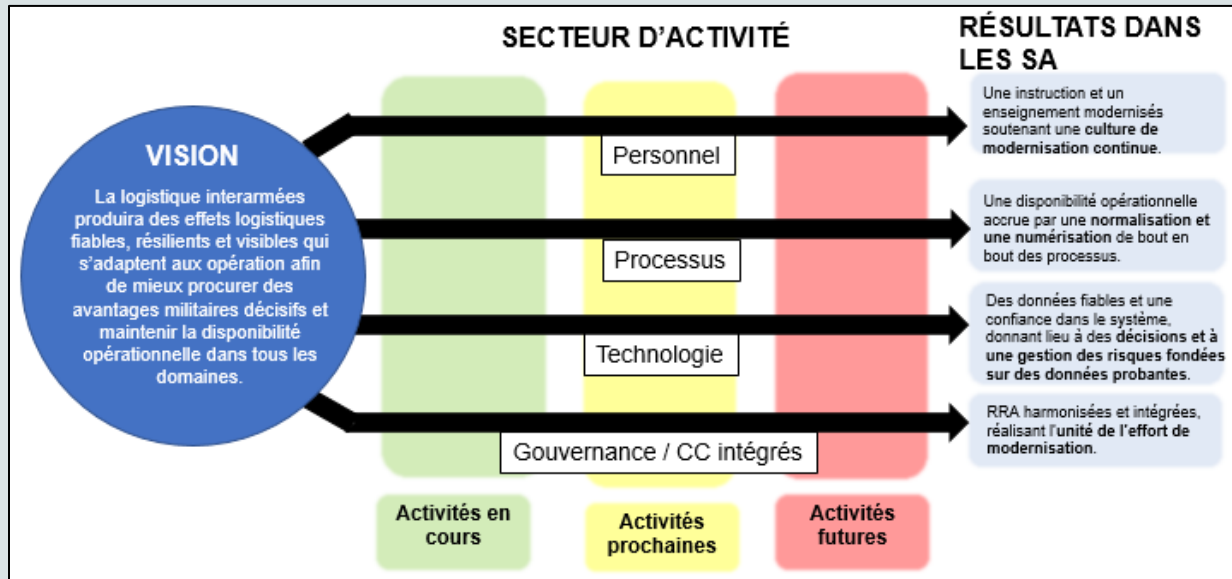 SECTEUR D'ACTIVITÉ
RÉSULTATS DANS
LES SA
VISION
La logistique interarmées
produira des effets logistiques
fiables, résilients et visibles qui
s'adaptent aux opération afin
de mieux procurer des
avantages militaires décisifs et
maintenir la disponibilité
opérationnelle dans tous les
domaines.
Personnel
Une instruction et un
enseignement modernisés
soutenant une culture de
modernisation continue.
Processus
Une disponibilité opérationnelle
accrue par une normalisation et
une numérisation de bout en
bout des processus.
Technologie
Des données fiables et une
confiance dans le système,
donnant lieu à des décisions et à
une gestion des risques fondées
sur des données probantes.
Gouvernance / CC intégrés
RRA harmonisées et intégrées,
réalisant l'unité de l'effort de
modernisation.
Activités en
cours
Activités
prochaines
Activités
futures